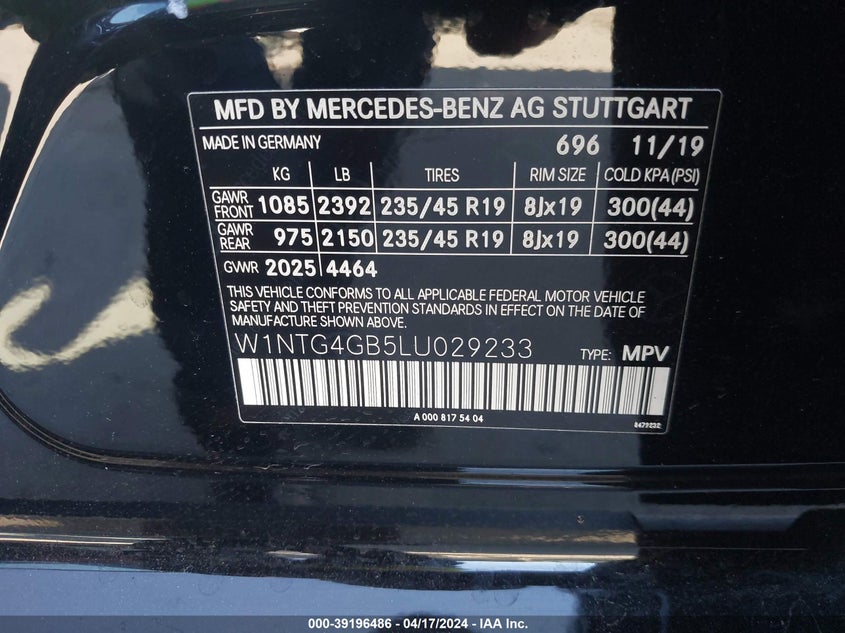 MFD BY MERCEDES-BENZ AG STUTTGART
MADE IN GERMANY 696 11/19
KG LB TIRES RIM SIZE COLD KPA(PSI)
GAWR FRONT 1085 2392 235/45 R19 8Jx19 300(44)
GAWR REAR 975 2150 235/45 R19 8Jx19 300(44)
GVWR 2025 4464
THIS VEHICLE CONFORMS TO ALL APPLICABLE FEDERAL MOTOR VEHICLE
SAFETY AND THEFT PREVENTION STANDARDS IN EFFECT ON THE DATE OF
MANUFACTURE SHOWN ABOVE.
W1NTG4GB5LU029233 TYPE: MPV
A 000 817 54 04
000-39196486 - 04/17/2024 - IAA Inc.